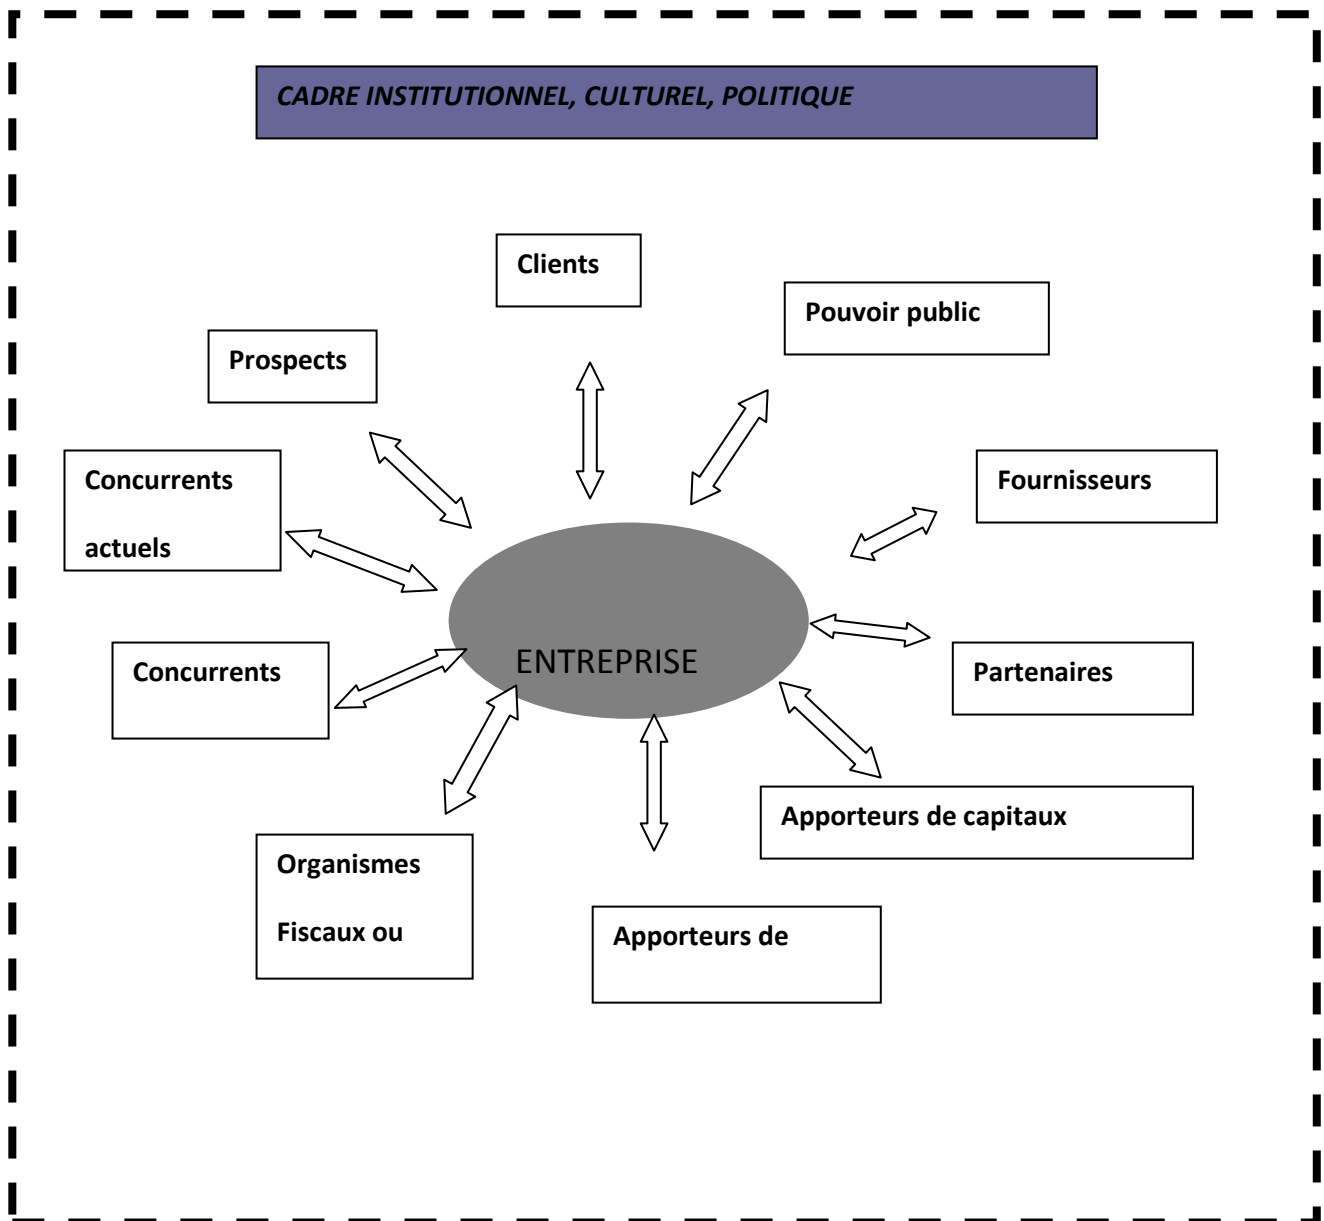 CADRE INSTITUTIONNEL, CULTUREL, POLITIQUE
Clients
Pouvoir public
Prospects
Concurrents
actuels
Fournisseurs
Concurrents
ENTREPRISE
Partenaires
Apporteurs de capitaux
Organismes
Fiscaux ou
Apporteurs de